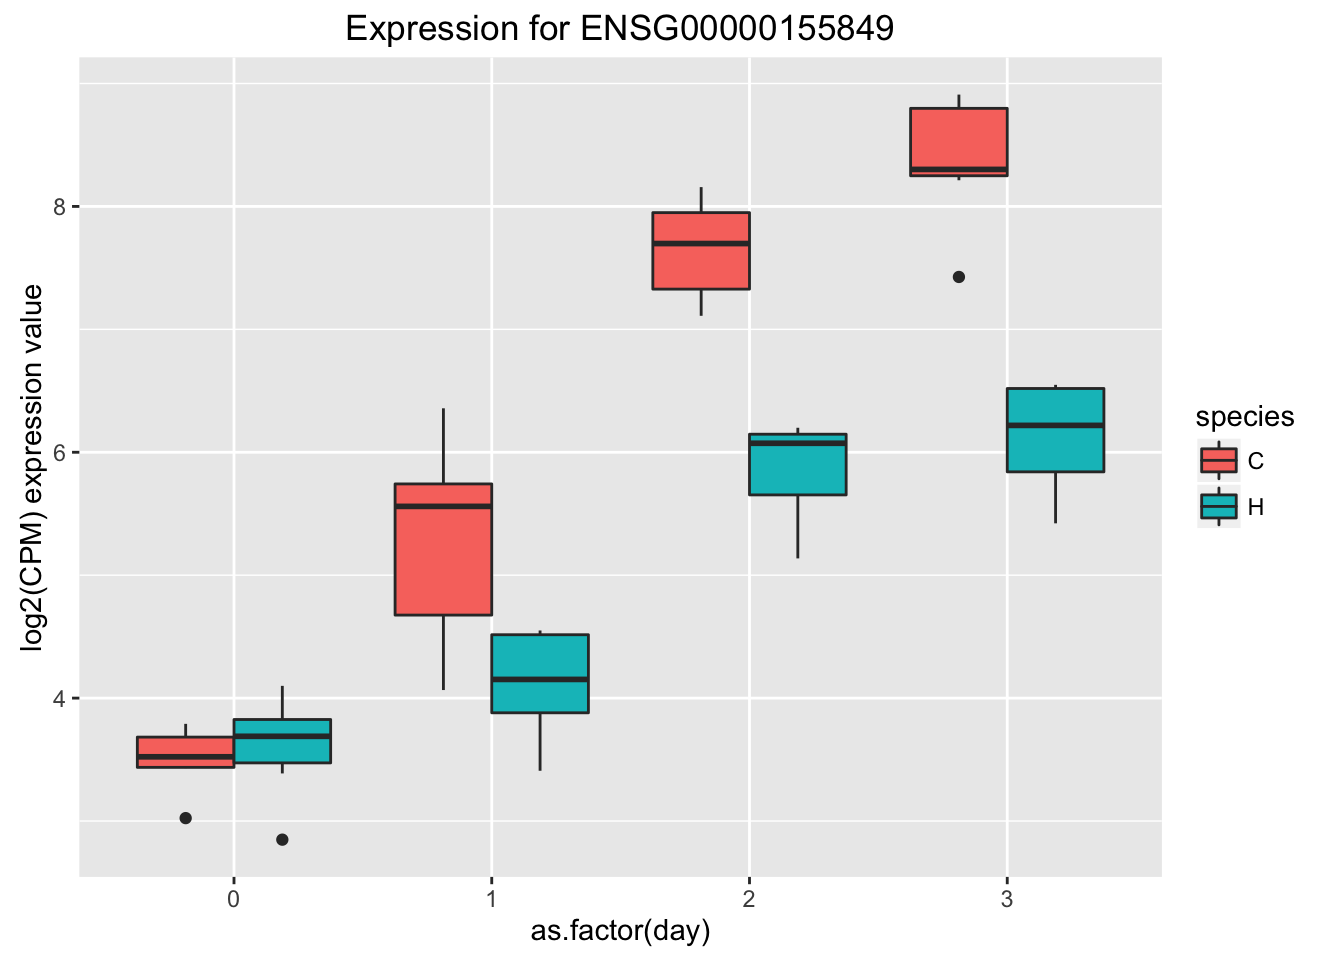 Expression for ENSG00000155849
log2(CPM) expression value
8
6
4
0 1 2 3
as.factor(day)
species
C
H